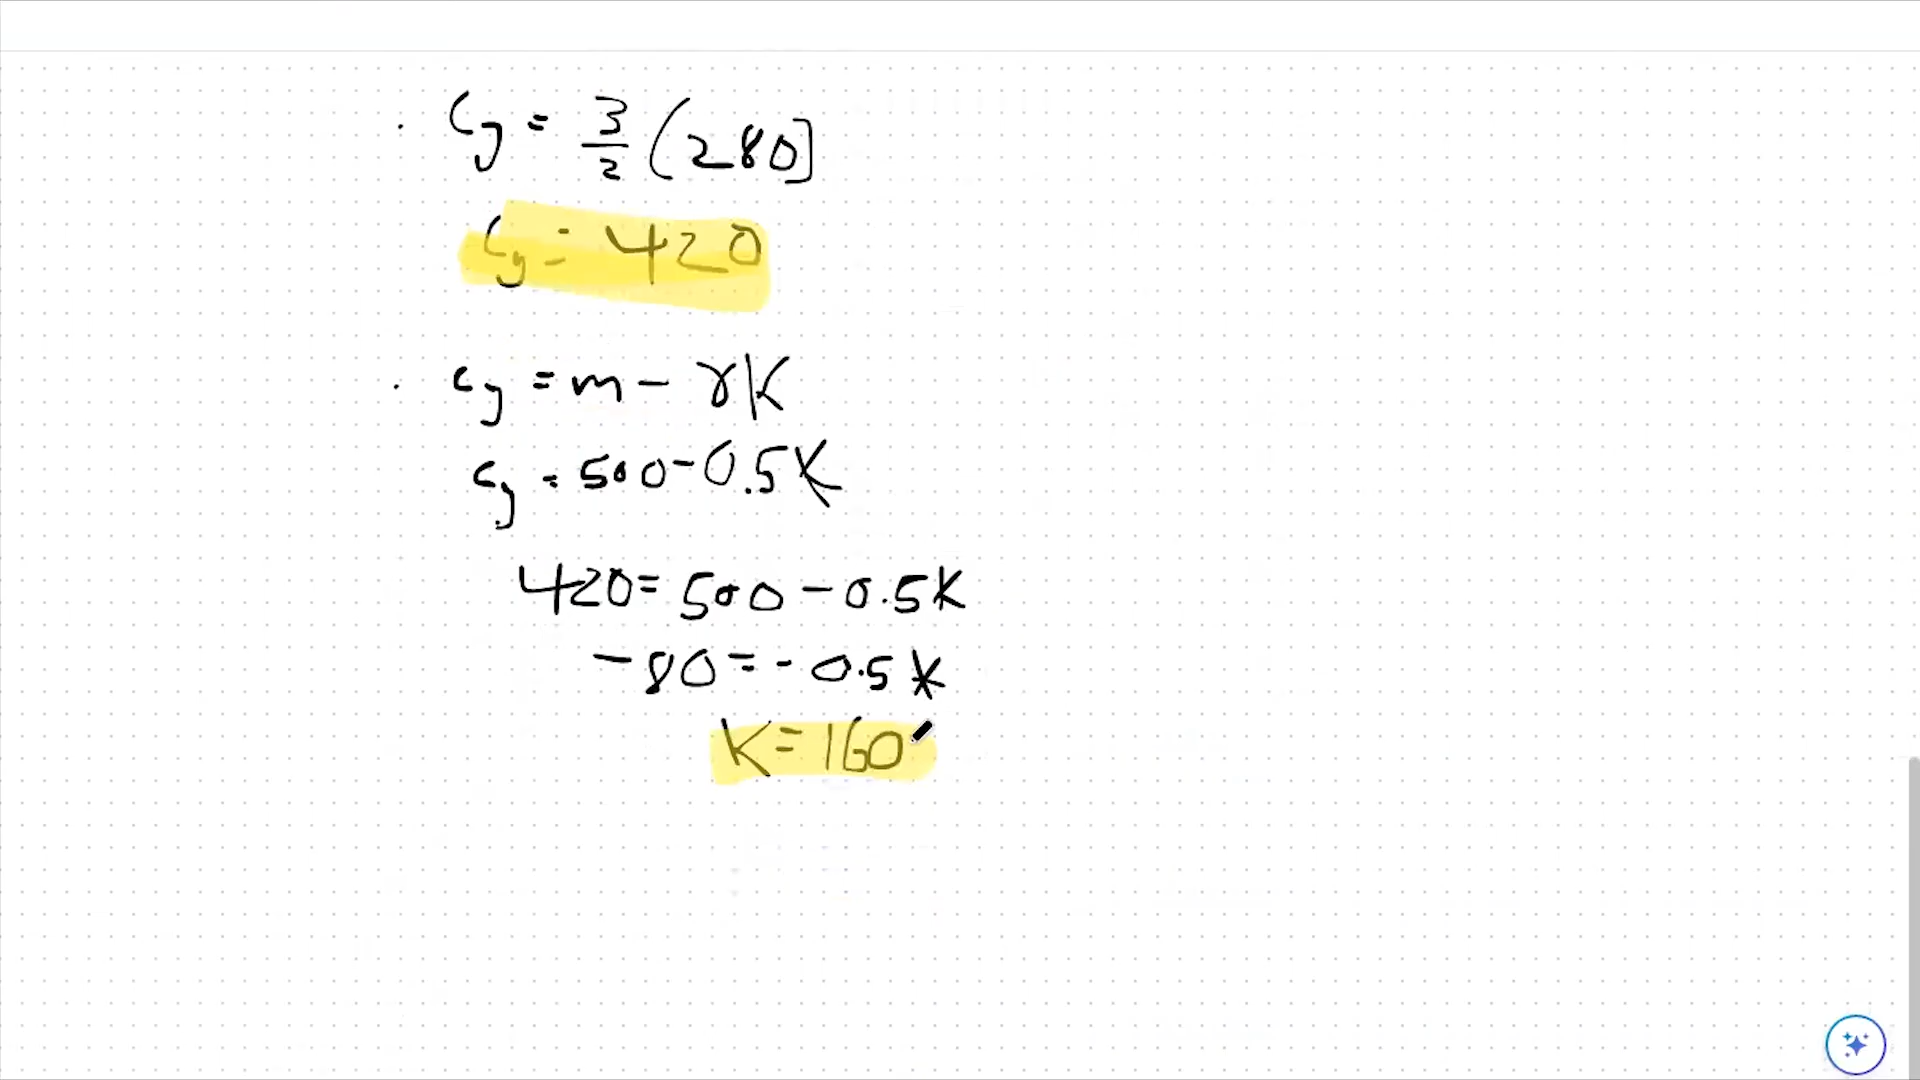 · Cy = 3/2 (280]
Cy = 420
· Cy = m - γK
Cy = 500 - 0.5K
420 = 500 - 0.5K
-80 = -0.5K
K = 160